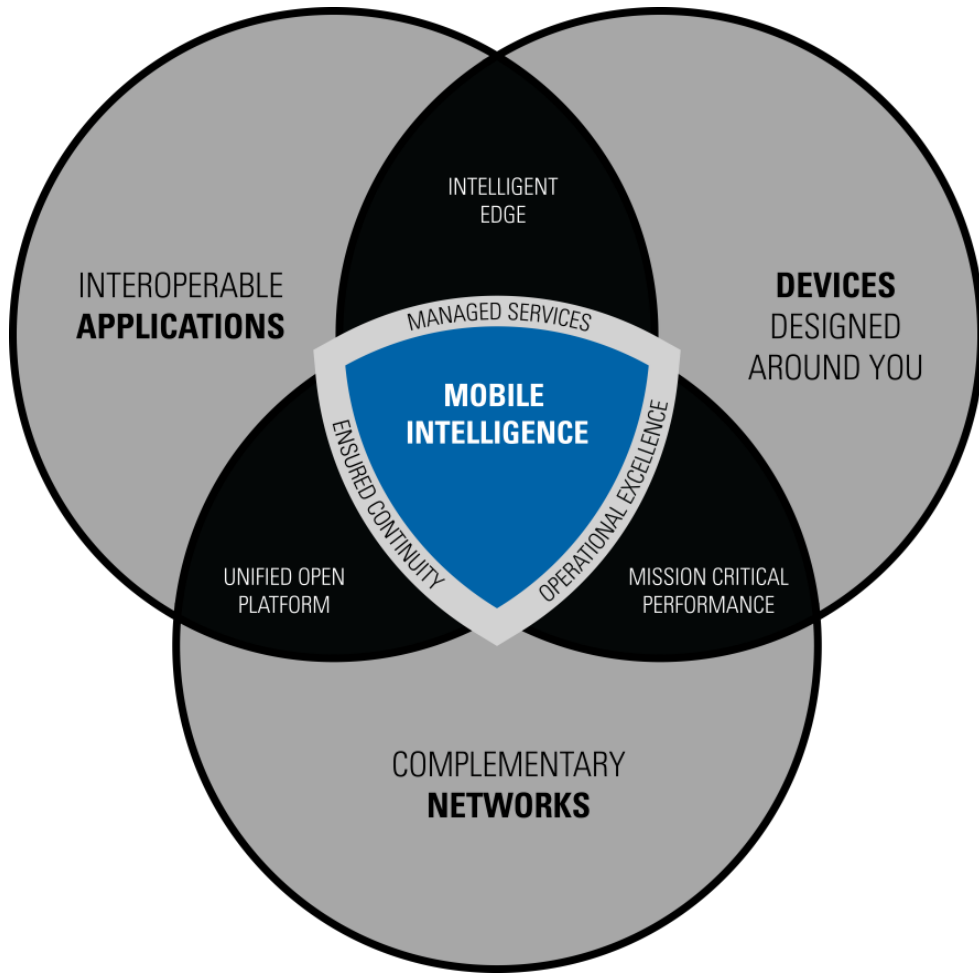 INTELLIGENT
EDGE
INTEROPERABLE
APPLICATIONS
DEVICES
DESIGNED
AROUND YOU
MANAGED SERVICES
MOBILE
INTELLIGENCE
ENSURED CONTINUITY
OPERATIONAL EXCELLENCE
UNIFIED OPEN
PLATFORM
MISSION CRITICAL
PERFORMANCE
COMPLEMENTARY
NETWORKS